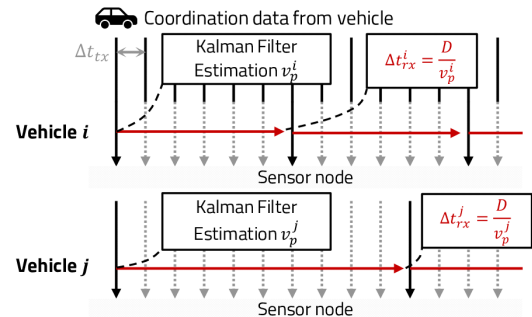 Coordination data from vehicle
Δt_tx
Kalman Filter
Estimation v_p^i
Δt_rx^i = D / v_p^i
Vehicle i
Sensor node
Kalman Filter
Estimation v_p^j
Δt_rx^j = D / v_p^j
Vehicle j
Sensor node